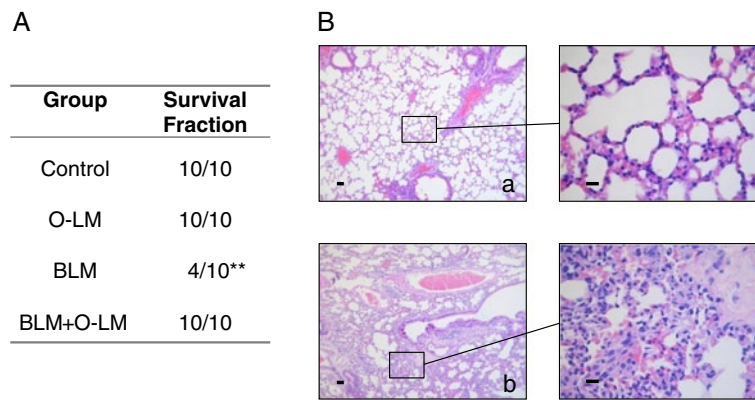 A
Group Survival Fraction
Control 10/10
O-LM 10/10
BLM 4/10**
BLM+O-LM 10/10
B
a
b